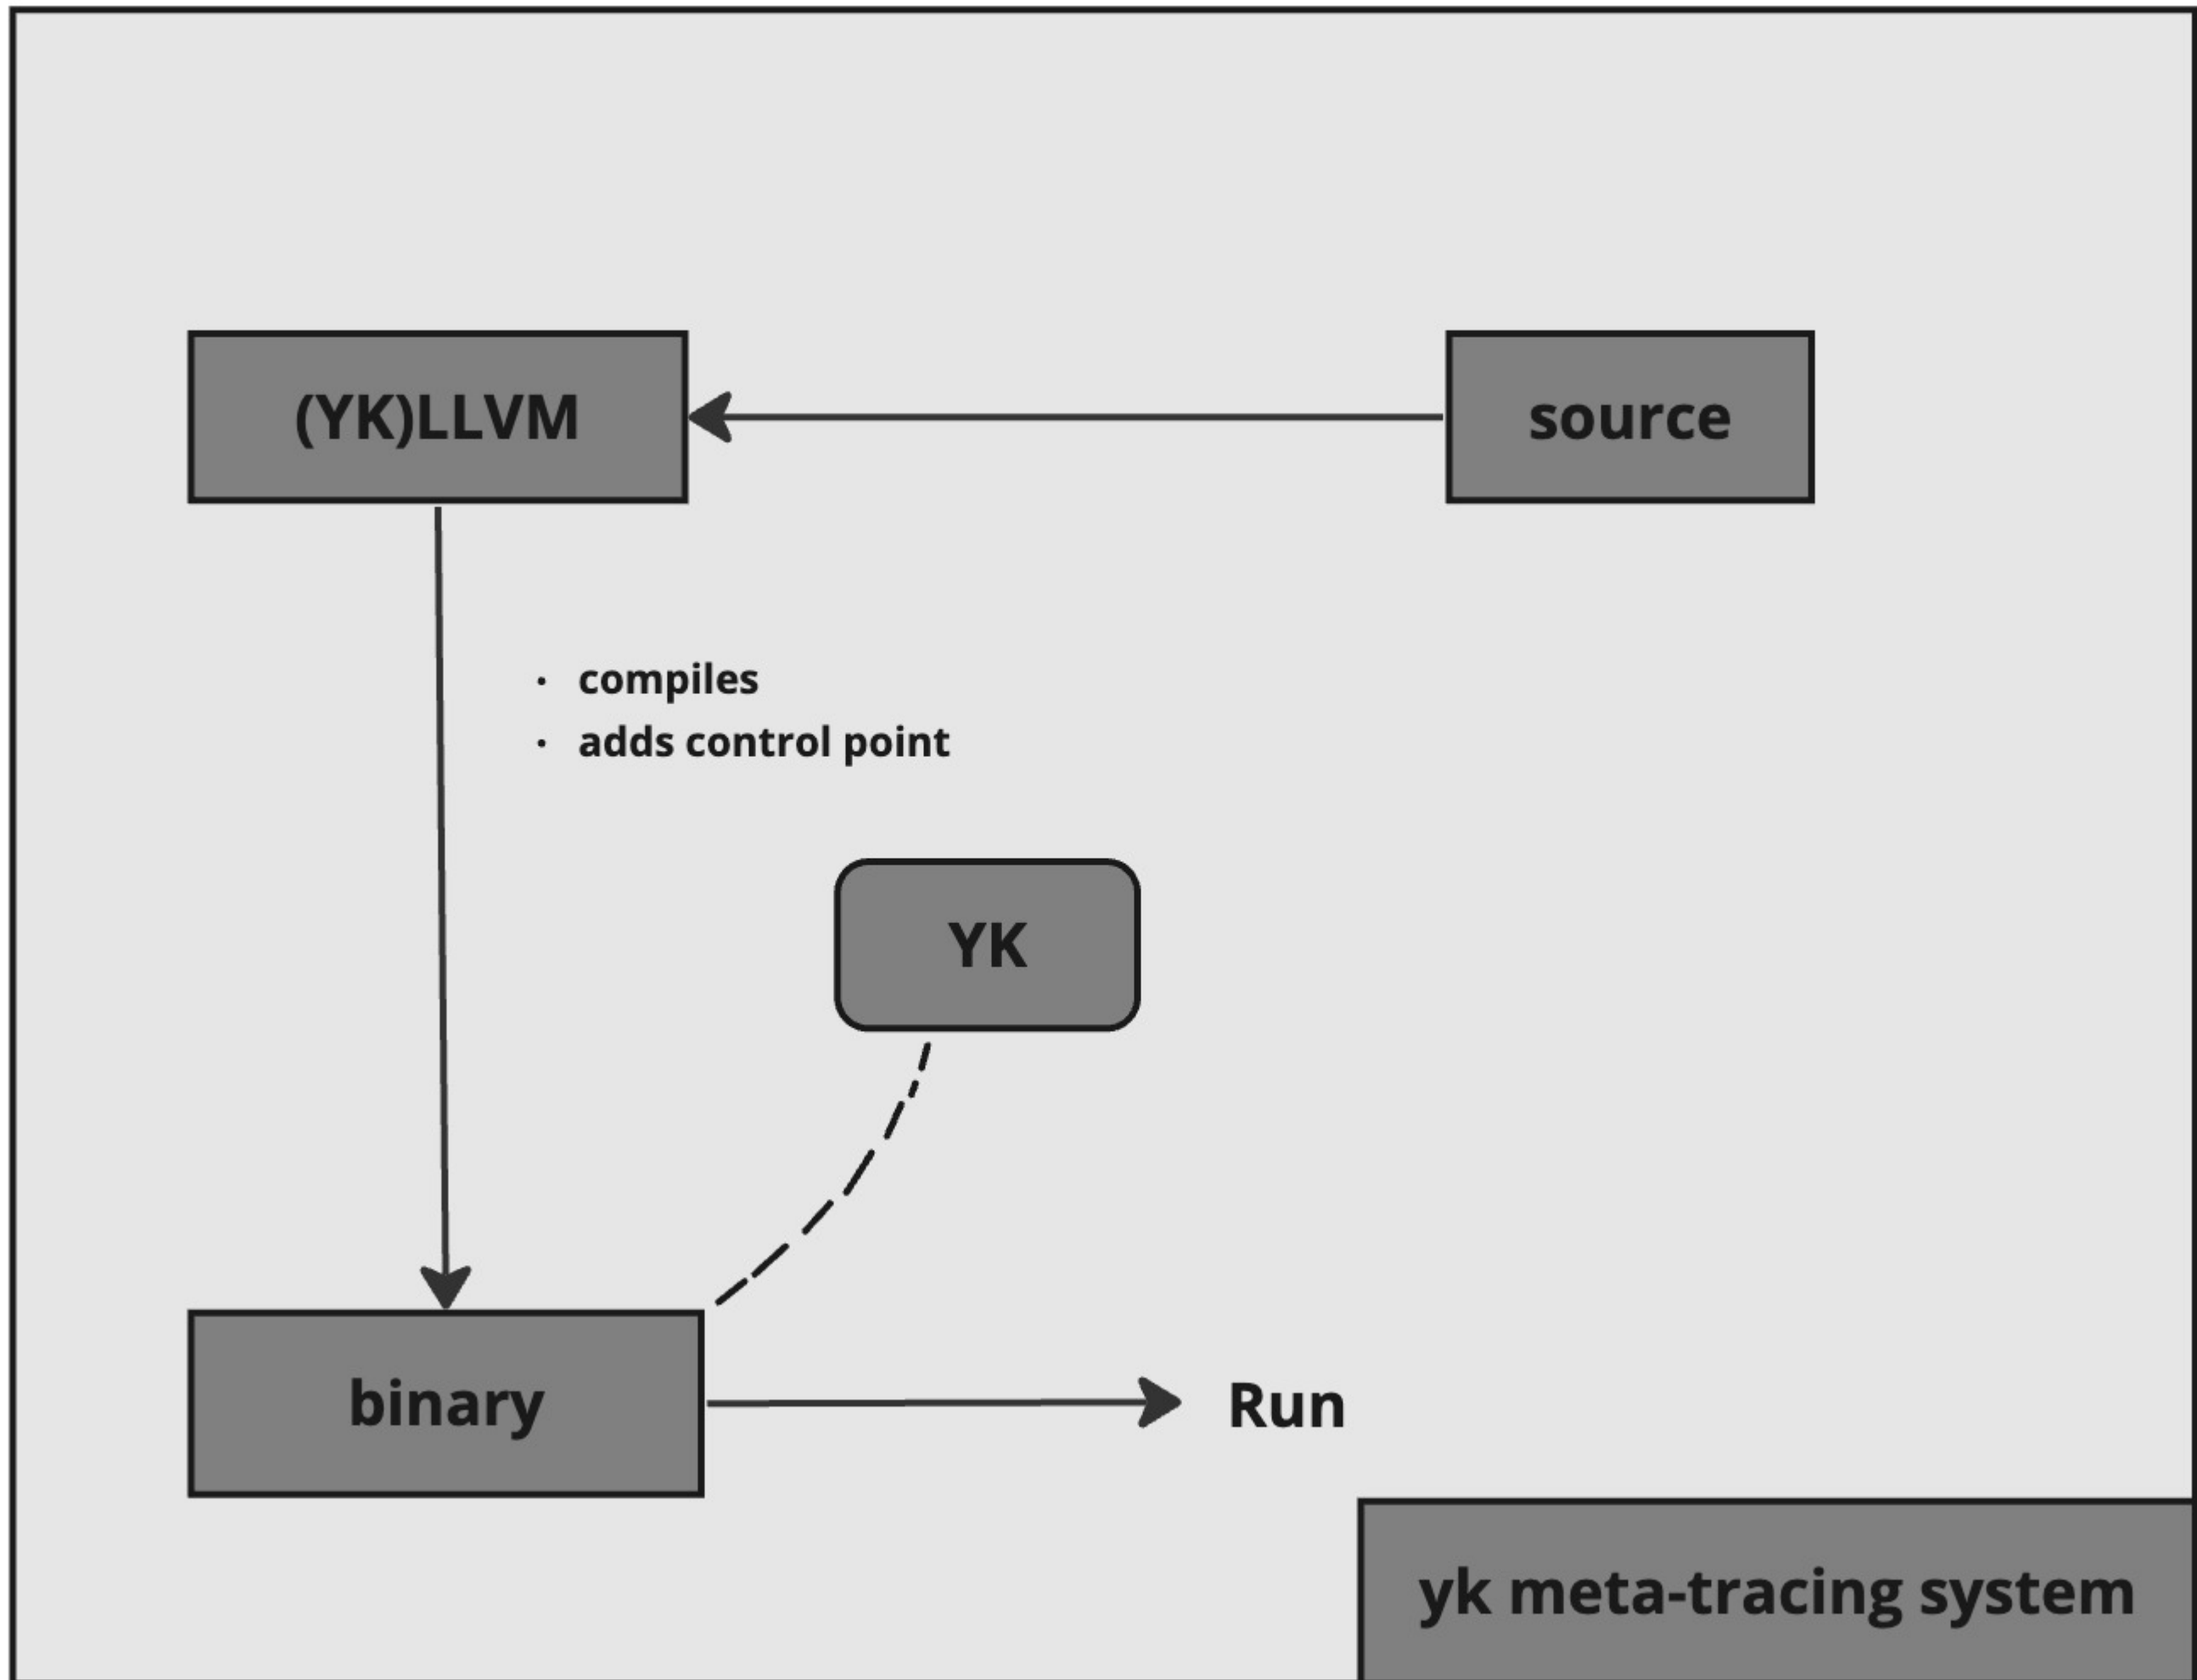 (YK)LLVM
source
· compiles
· adds control point
YK
binary
Run
yk meta-tracing system